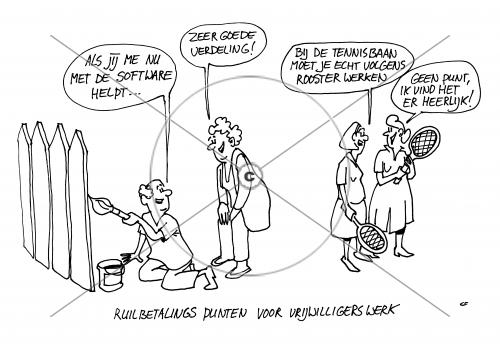 ALS JIJ ME NU
MET DE SOFTWARE
HELPT...
ZEER GOEDE
VERDELING!
BIJ DE TENNISBAAN
MOET JE ECHT VOLGENS
ROOSTER WERKEN
GEEN PUNT,
IK VIND HET
ER HEERLIJK!
©
RUILBETALINGS PUNTEN VOOR VRIJWILLIGERSWERK